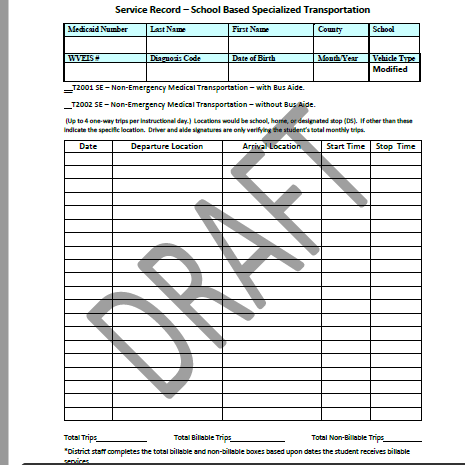 Service Record – School Based Specialized Transportation
Medicaid Number Last Name First Name County School
WVEIS # Diagnosis Code Date of Birth Month/Year Vehicle Type
Modified
__T2001 SE – Non-Emergency Medical Transportation – with Bus Aide.
__T2002 SE – Non-Emergency Medical Transportation – without Bus Aide.
(Up to 4 one-way trips per instructional day.) Locations would be school, home, or designated stop (DS). If other than these
indicate the specific location. Driver and aide signatures are only verifying the student's total monthly trips.
Date Departure Location Arrival Location Start Time Stop Time
DRAFT
Total Trips____________ Total Billable Trips____________ Total Non-Billable Trips____________
*District staff completes the total billable and non-billable boxes based upon dates the student receives billable
services